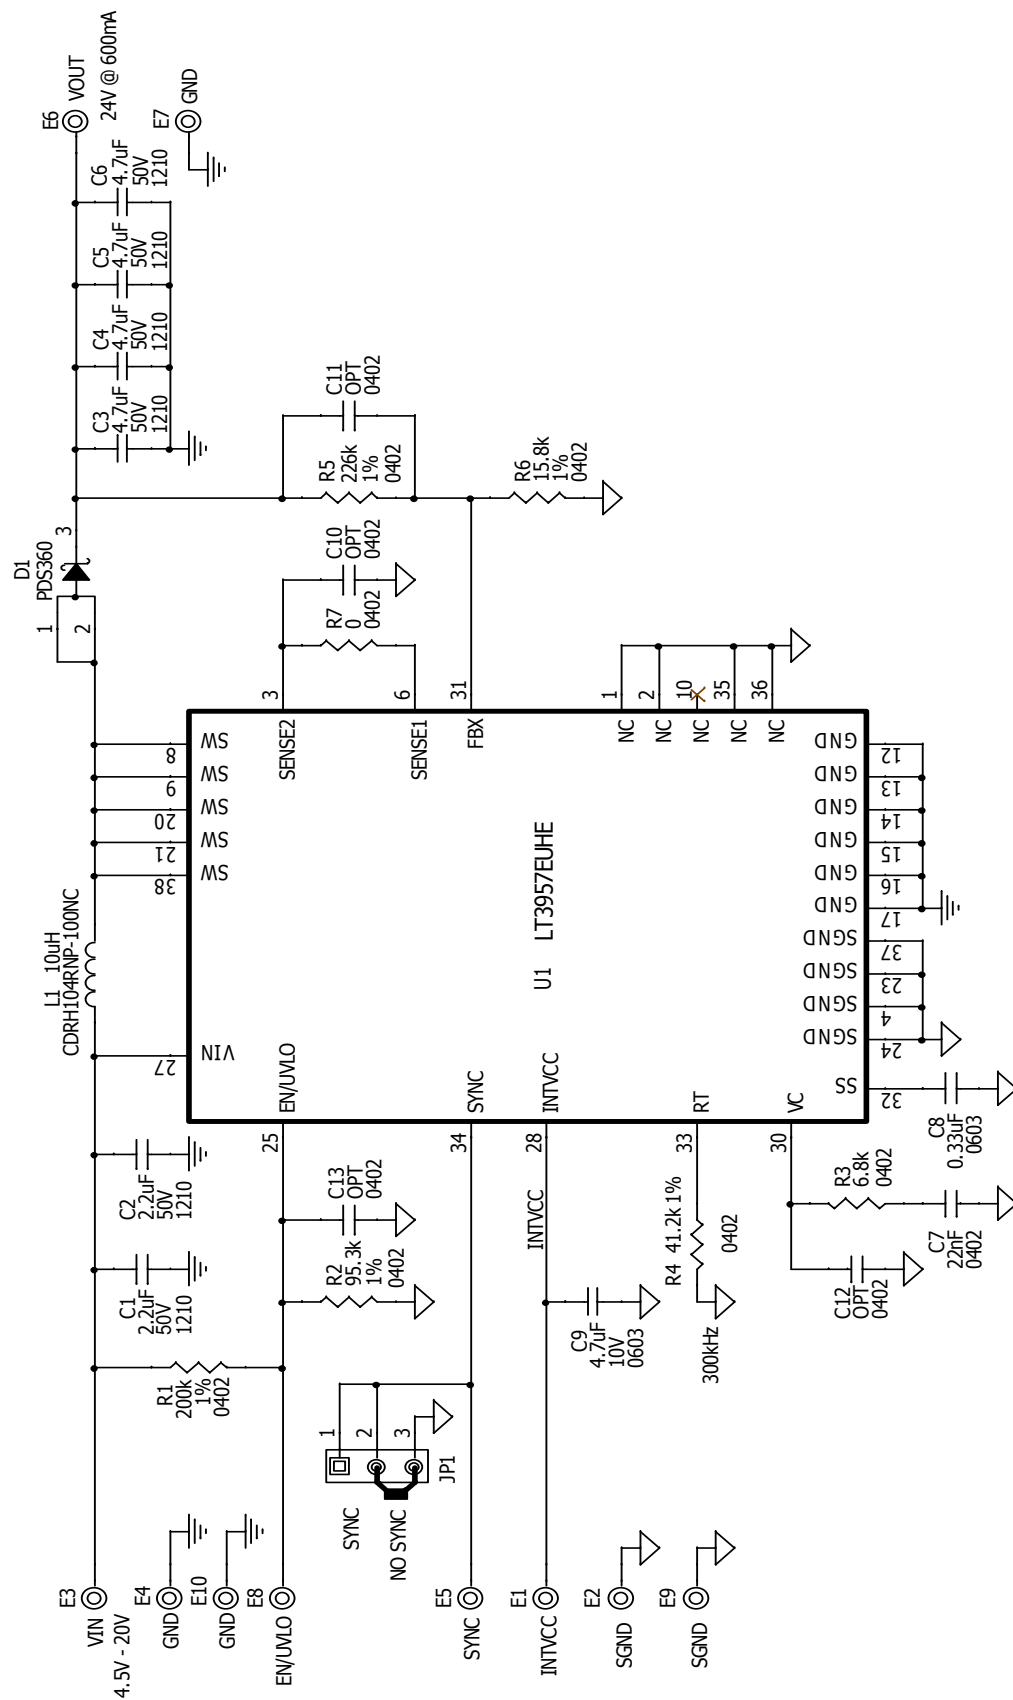 E3
VIN
4.5V - 20V
E4
GND
E10
GND
E8
EN/UVLO
E5
SYNC
E1
INTVCC
E2
SGND
E9
SGND
R1
200k
1%
0402
C1
2.2uF
50V
1210
C2
2.2uF
50V
1210
R2
95.3k
1%
0402
C13
OPT
0402
SYNC
NO SYNC
1
2
3
JP1
INTVCC
C9
4.7uF
10V
0603
R4 41.2k 1%
0402
300kHz
C12
OPT
0402
R3
6.8k
0402
C7
22nF
0402
C8
0.33uF
0603
L1 10uH
CDRH104RNP-100NC
27
38
21
20
9
8
VIN
SW
SW
SW
SW
SW
25
EN/UVLO
34
SYNC
28
INTVCC
33
RT
30
VC
32
SS
U1 LT3957EUHE
SENSE2
3
SENSE1
6
FBX
31
NC
1
NC
2
NC
10
NC
35
NC
36
SGND
SGND
SGND
SGND
GND
GND
GND
GND
GND
GND
24
4
23
37
17
16
15
14
13
12
D1
PDS360
1
2
3
R7
0
0402
C10
OPT
0402
R5
226k
1%
0402
C11
OPT
0402
R6
15.8k
1%
0402
C3
4.7uF
50V
1210
C4
4.7uF
50V
1210
C5
4.7uF
50V
1210
C6
4.7uF
50V
1210
E6
VOUT
24V @ 600mA
E7
GND